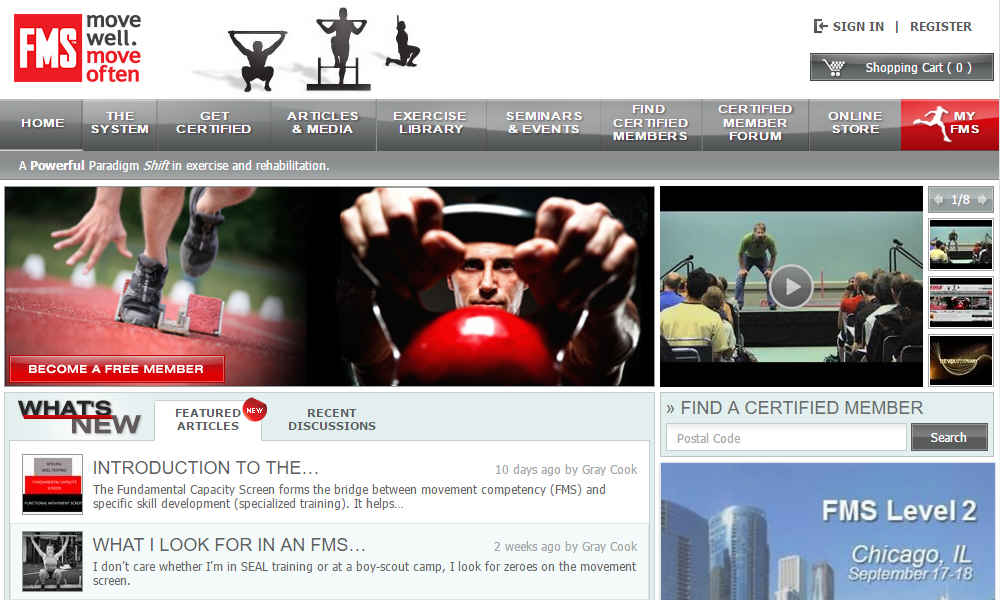 FMS
move
well.
move
often
SIGN IN | REGISTER
Shopping Cart ( 0 )
HOME
THE
SYSTEM
GET
CERTIFIED
ARTICLES
& MEDIA
EXERCISE
LIBRARY
SEMINARS
& EVENTS
FIND
CERTIFIED
MEMBERS
CERTIFIED
MEMBER
FORUM
ONLINE
STORE
MY
FMS
A Powerful Paradigm Shift in exercise and rehabilitation.
BECOME A FREE MEMBER
1/8
WHAT'S
NEW
FEATURED
ARTICLES
NEW
RECENT
DISCUSSIONS
» FIND A CERTIFIED MEMBER
Postal Code
Search
INTRODUCTION TO THE...
10 days ago by Gray Cook
The Fundamental Capacity Screen forms the bridge between movement competency (FMS) and
specific skill development (specialized training). It helps...
WHAT I LOOK FOR IN AN FMS...
2 weeks ago by Gray Cook
I don't care whether I'm in SEAL training or at a boy-scout camp, I look for zeroes on the movement
screen.
FMS Level 2
Chicago, IL
September 17-18